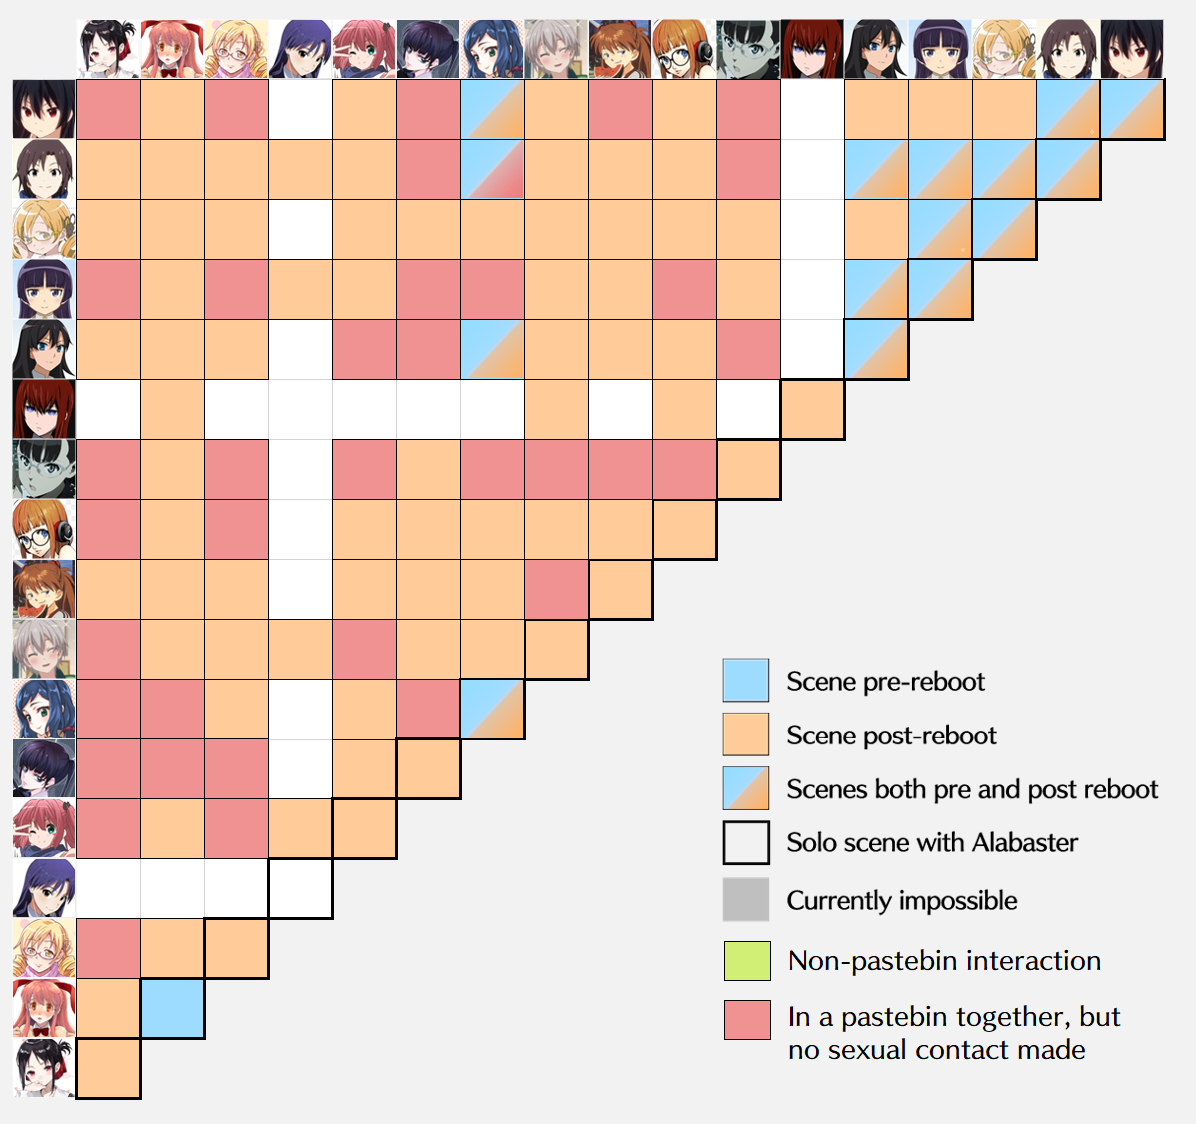 Scene pre-reboot
Scene post-reboot
Scenes both pre and post reboot
Solo scene with Alabaster
Currently impossible
Non-pastebin interaction
In a pastebin together, but
no sexual contact made